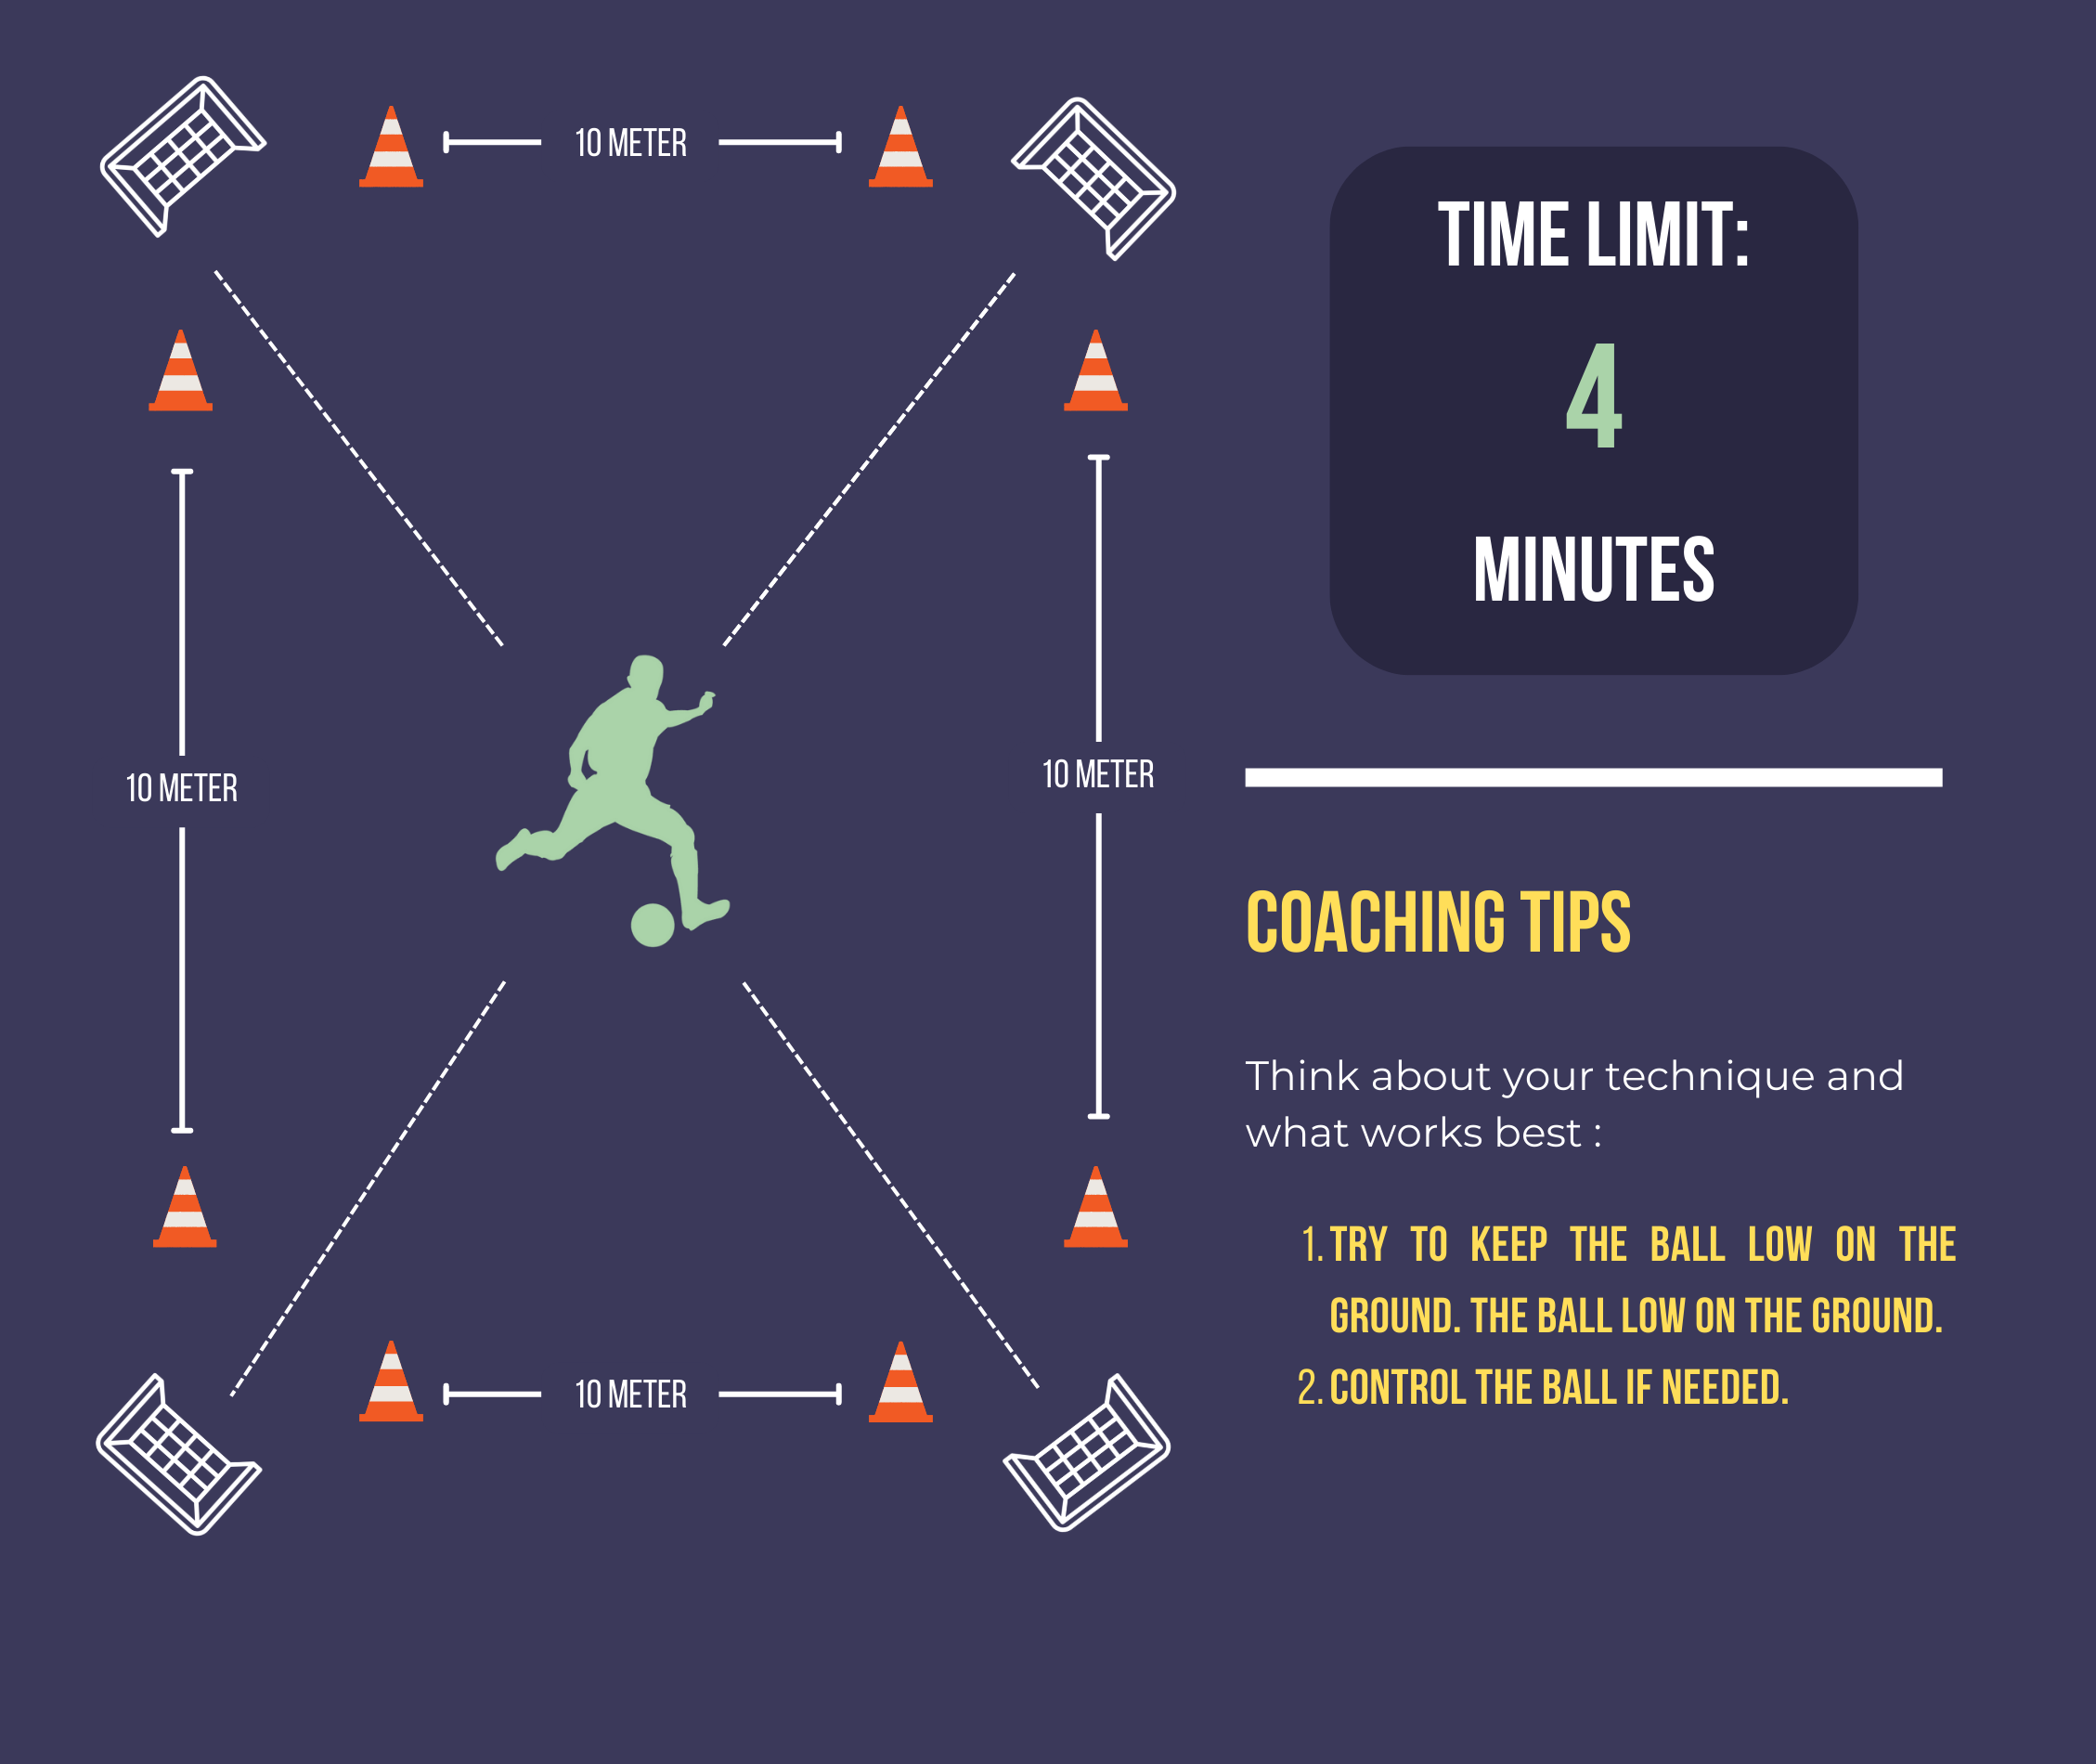 10 METER
10 METER
10 METER
10 METER
TIME LIMIT:
4
MINUTES
COACHING TIPS
Think about your technique and
what works best :
1. TRY TO KEEP THE BALL LOW ON THE
GROUND. THE BALL LOW ON THE GROUND.
2. CONTROL THE BALL IF NEEDED.